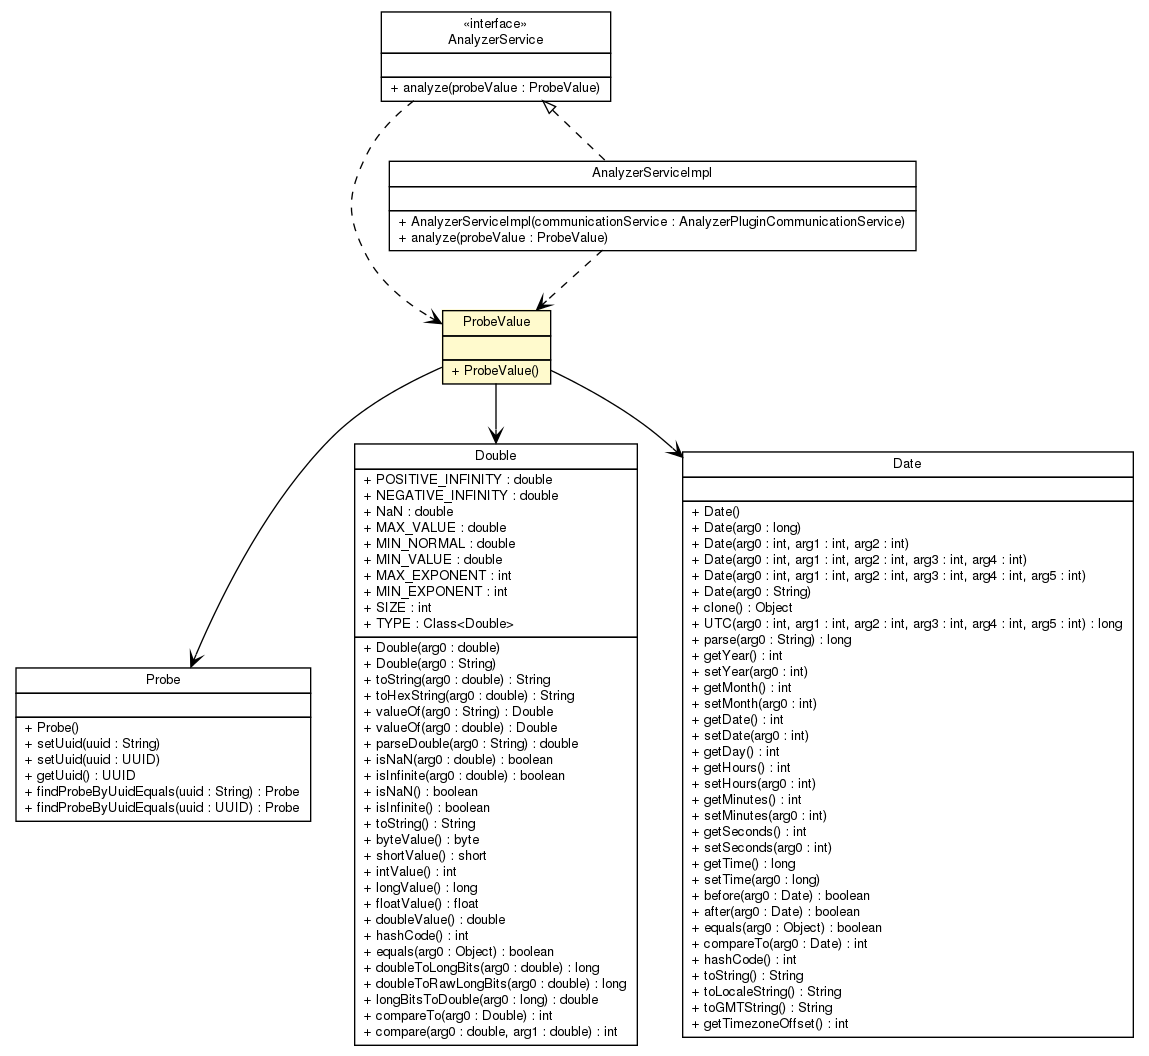 «interface»
AnalyzerService
+ analyze(probeValue : ProbeValue)
AnalyzerServiceImpl
+ AnalyzerServiceImpl(communicationService : AnalyzerPluginCommunicationService)
+ analyze(probeValue : ProbeValue)
ProbeValue
+ ProbeValue()
Probe
+ Probe()
+ setUuid(uuid : String)
+ setUuid(uuid : UUID)
+ getUuid() : UUID
+ findProbeByUuidEquals(uuid : String) : Probe
+ findProbeByUuidEquals(uuid : UUID) : Probe
Double
+ POSITIVE_INFINITY : double
+ NEGATIVE_INFINITY : double
+ NaN : double
+ MAX_VALUE : double
+ MIN_NORMAL : double
+ MIN_VALUE : double
+ MAX_EXPONENT : int
+ MIN_EXPONENT : int
+ SIZE : int
+ TYPE : Class<Double>
+ Double(arg0 : double)
+ Double(arg0 : String)
+ toString(arg0 : double) : String
+ toHexString(arg0 : double) : String
+ valueOf(arg0 : String) : Double
+ valueOf(arg0 : double) : Double
+ parseDouble(arg0 : String) : double
+ isNaN(arg0 : double) : boolean
+ isInfinite(arg0 : double) : boolean
+ isNaN() : boolean
+ isInfinite() : boolean
+ toString() : String
+ byteValue() : byte
+ shortValue() : short
+ intValue() : int
+ longValue() : long
+ floatValue() : float
+ doubleValue() : double
+ hashCode() : int
+ equals(arg0 : Object) : boolean
+ doubleToLongBits(arg0 : double) : long
+ doubleToRawLongBits(arg0 : double) : long
+ longBitsToDouble(arg0 : long) : double
+ compareTo(arg0 : Double) : int
+ compare(arg0 : double, arg1 : double) : int
Date
+ Date()
+ Date(arg0 : long)
+ Date(arg0 : int, arg1 : int, arg2 : int)
+ Date(arg0 : int, arg1 : int, arg2 : int, arg3 : int, arg4 : int)
+ Date(arg0 : int, arg1 : int, arg2 : int, arg3 : int, arg4 : int, arg5 : int)
+ Date(arg0 : String)
+ clone() : Object
+ UTC(arg0 : int, arg1 : int, arg2 : int, arg3 : int, arg4 : int, arg5 : int) : long
+ parse(arg0 : String) : long
+ getYear() : int
+ setYear(arg0 : int)
+ getMonth() : int
+ setMonth(arg0 : int)
+ getDate() : int
+ setDate(arg0 : int)
+ getDay() : int
+ getHours() : int
+ setHours(arg0 : int)
+ getMinutes() : int
+ setMinutes(arg0 : int)
+ getSeconds() : int
+ setSeconds(arg0 : int)
+ getTime() : long
+ setTime(arg0 : long)
+ before(arg0 : Date) : boolean
+ after(arg0 : Date) : boolean
+ equals(arg0 : Object) : boolean
+ compareTo(arg0 : Date) : int
+ hashCode() : int
+ toString() : String
+ toLocaleString() : String
+ toGMTString() : String
+ getTimezoneOffset() : int